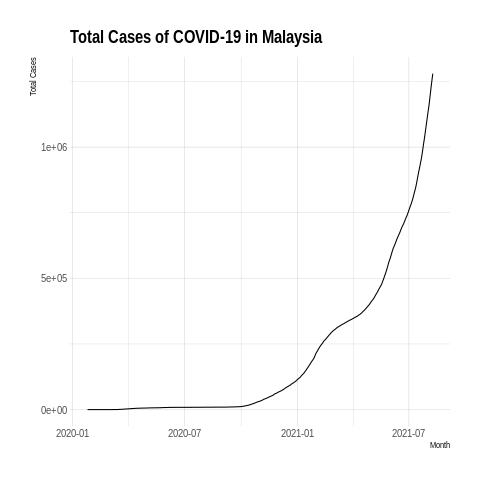 Total Cases of COVID-19 in Malaysia
Total Cases
1e+06
5e+05
0e+00
2020-01
2020-07
2021-01
2021-07
Month